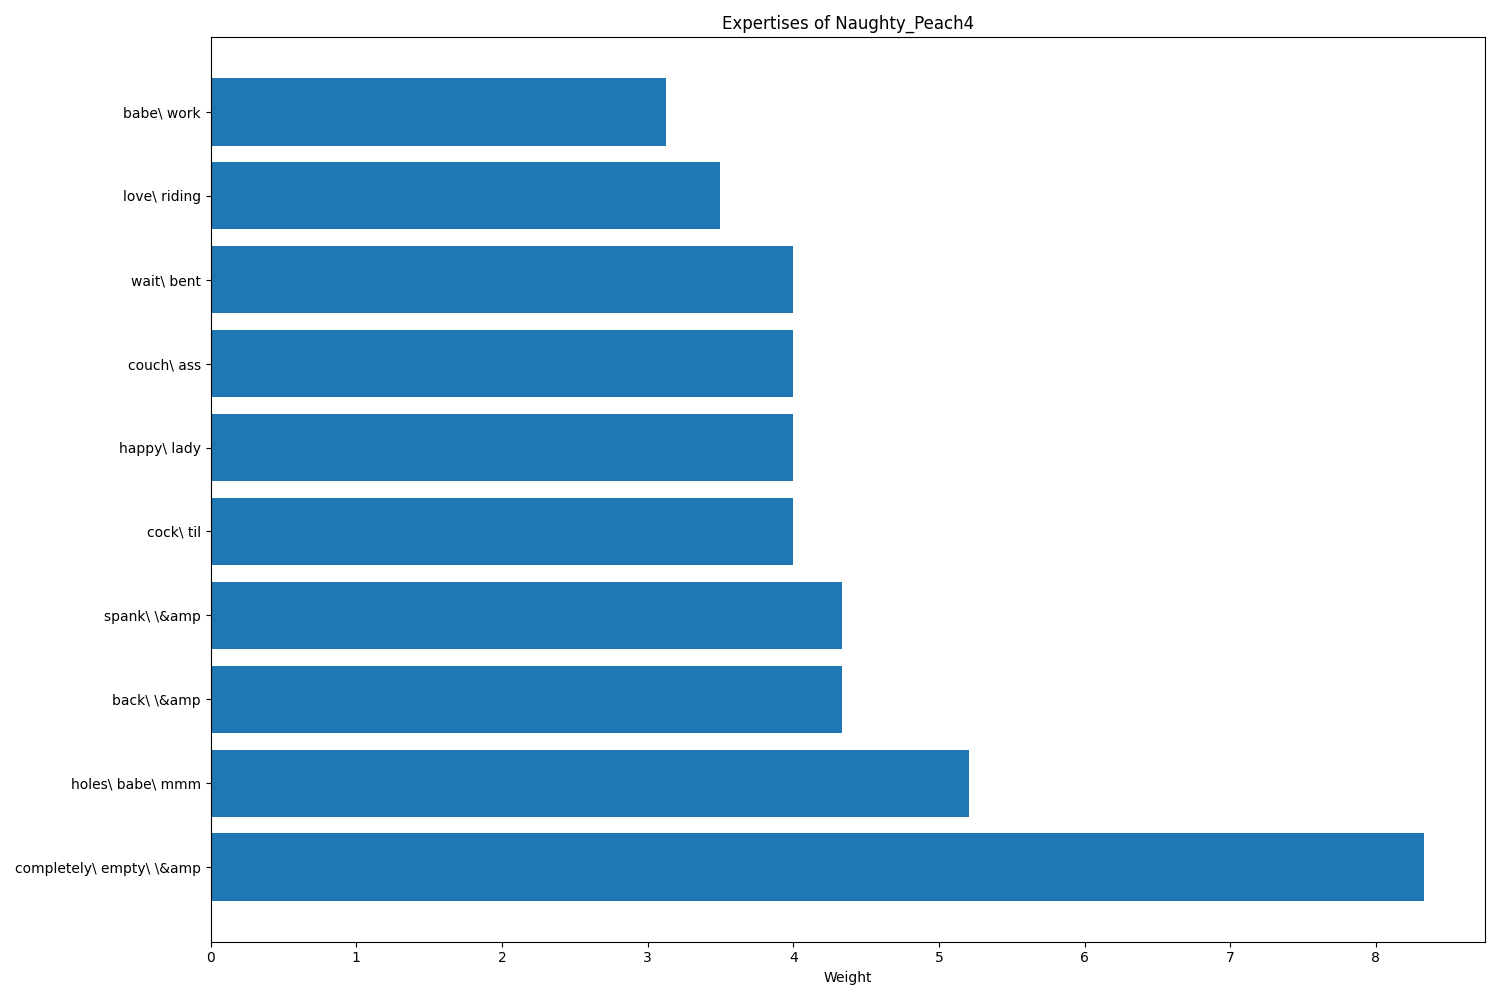 Expertises of Naughty_Peach4
babe\ work
love\ riding
wait\ bent
couch\ ass
happy\ lady
cock\ til
spank\ \&amp
back\ \&amp
holes\ babe\ mmm
completely\ empty\ \&amp
0 1 2 3 4 5 6 7 8
Weight